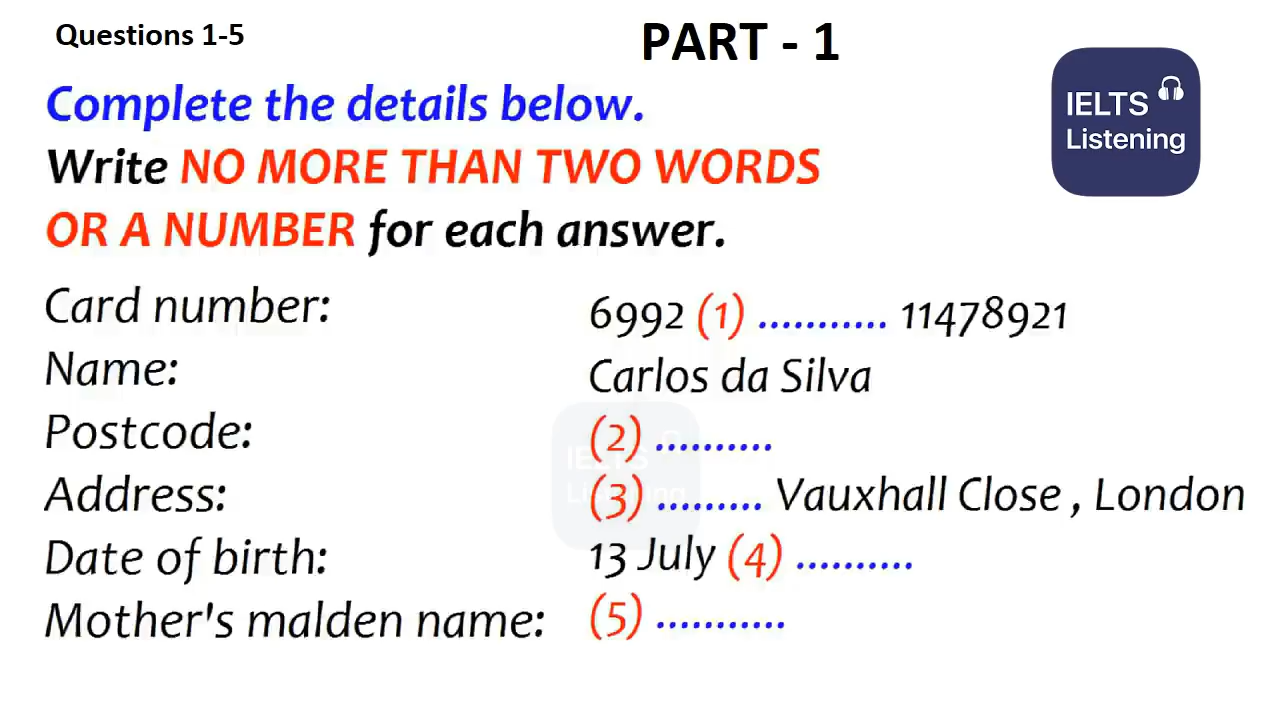 Questions 1-5
PART - 1
IELTS
Listening
Complete the details below.
Write NO MORE THAN TWO WORDS
OR A NUMBER for each answer.
Card number: 6992 (1) ........... 11478921
Name: Carlos da Silva
Postcode: (2) ..........
Address: (3) ......... Vauxhall Close , London
Date of birth: 13 July (4) ..........
Mother's malden name: (5) ...........
IELTS
Listening